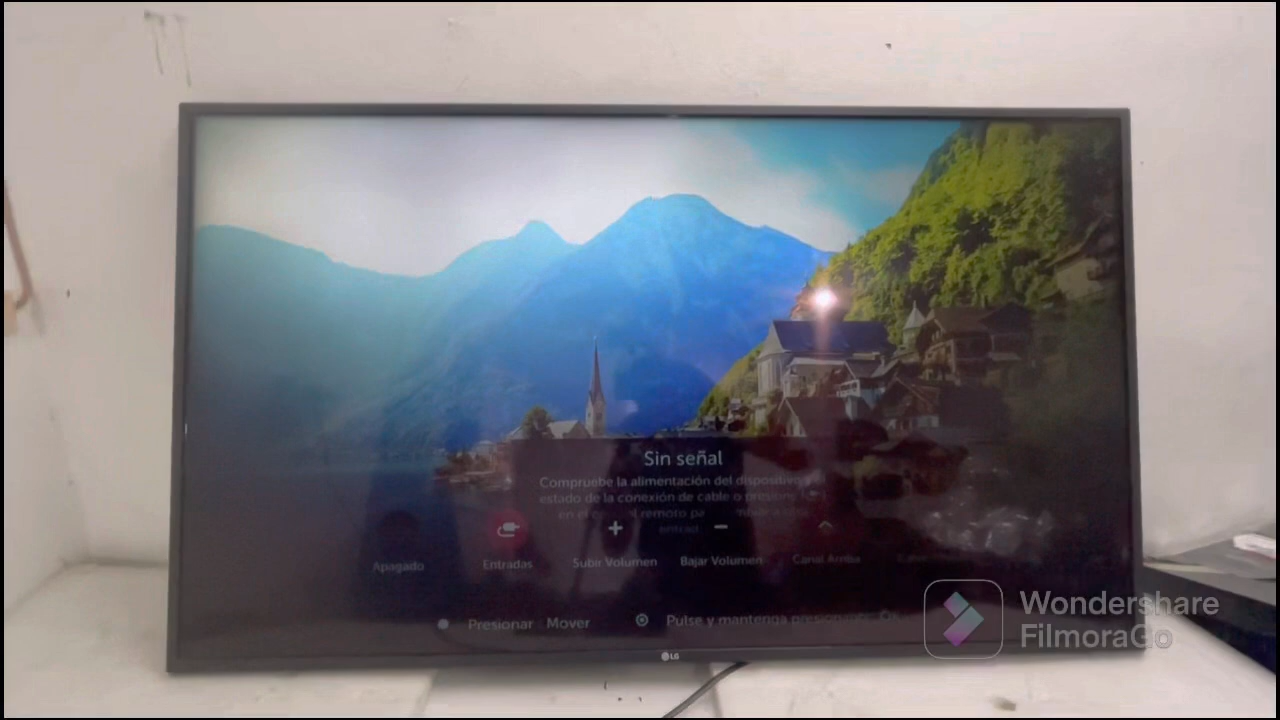 Sin señal
Compruebe la alimentación del dispositivo
estado de la conexión de cable o presione
en el remoto
Apagado
Entradas
Subir Volumen
Bajar Volumen
Canal Arriba
Presionar Mover
Pulse y mantenga presionado OK
LG
Wondershare
FilmoraGo